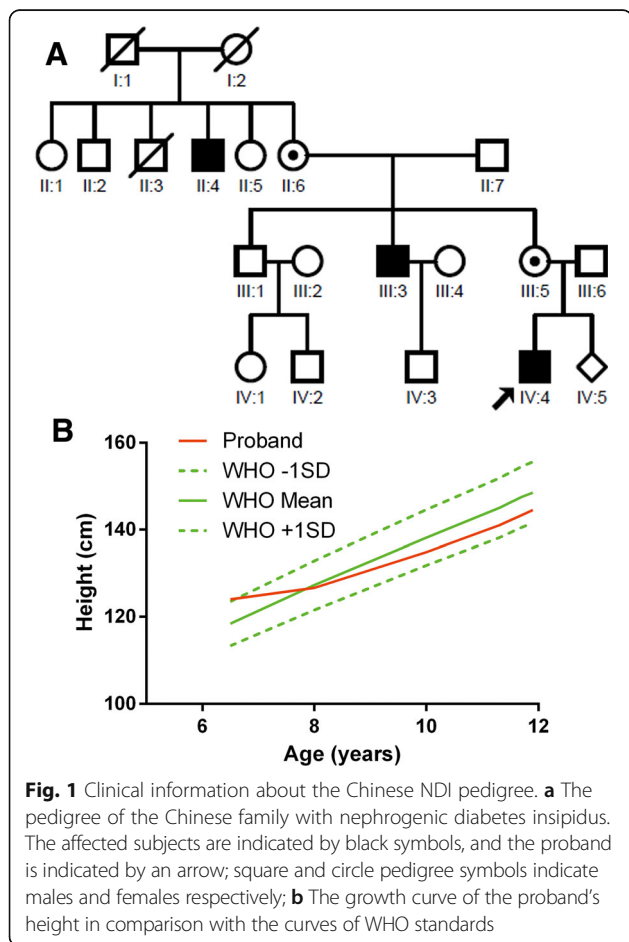 A
I:1 I:2
II:1 II:2 II:3 II:4 II:5 II:6 II:7
III:1 III:2 III:3 III:4 III:5 III:6
IV:1 IV:2 IV:3 IV:4 IV:5
B
160
140
120
100
Height (cm)
Proband
WHO -1SD
WHO Mean
WHO +1SD
6 8 10 12
Age (years)
Fig. 1 Clinical information about the Chinese NDI pedigree. a The
pedigree of the Chinese family with nephrogenic diabetes insipidus.
The affected subjects are indicated by black symbols, and the proband
is indicated by an arrow; square and circle pedigree symbols indicate
males and females respectively; b The growth curve of the proband's
height in comparison with the curves of WHO standards